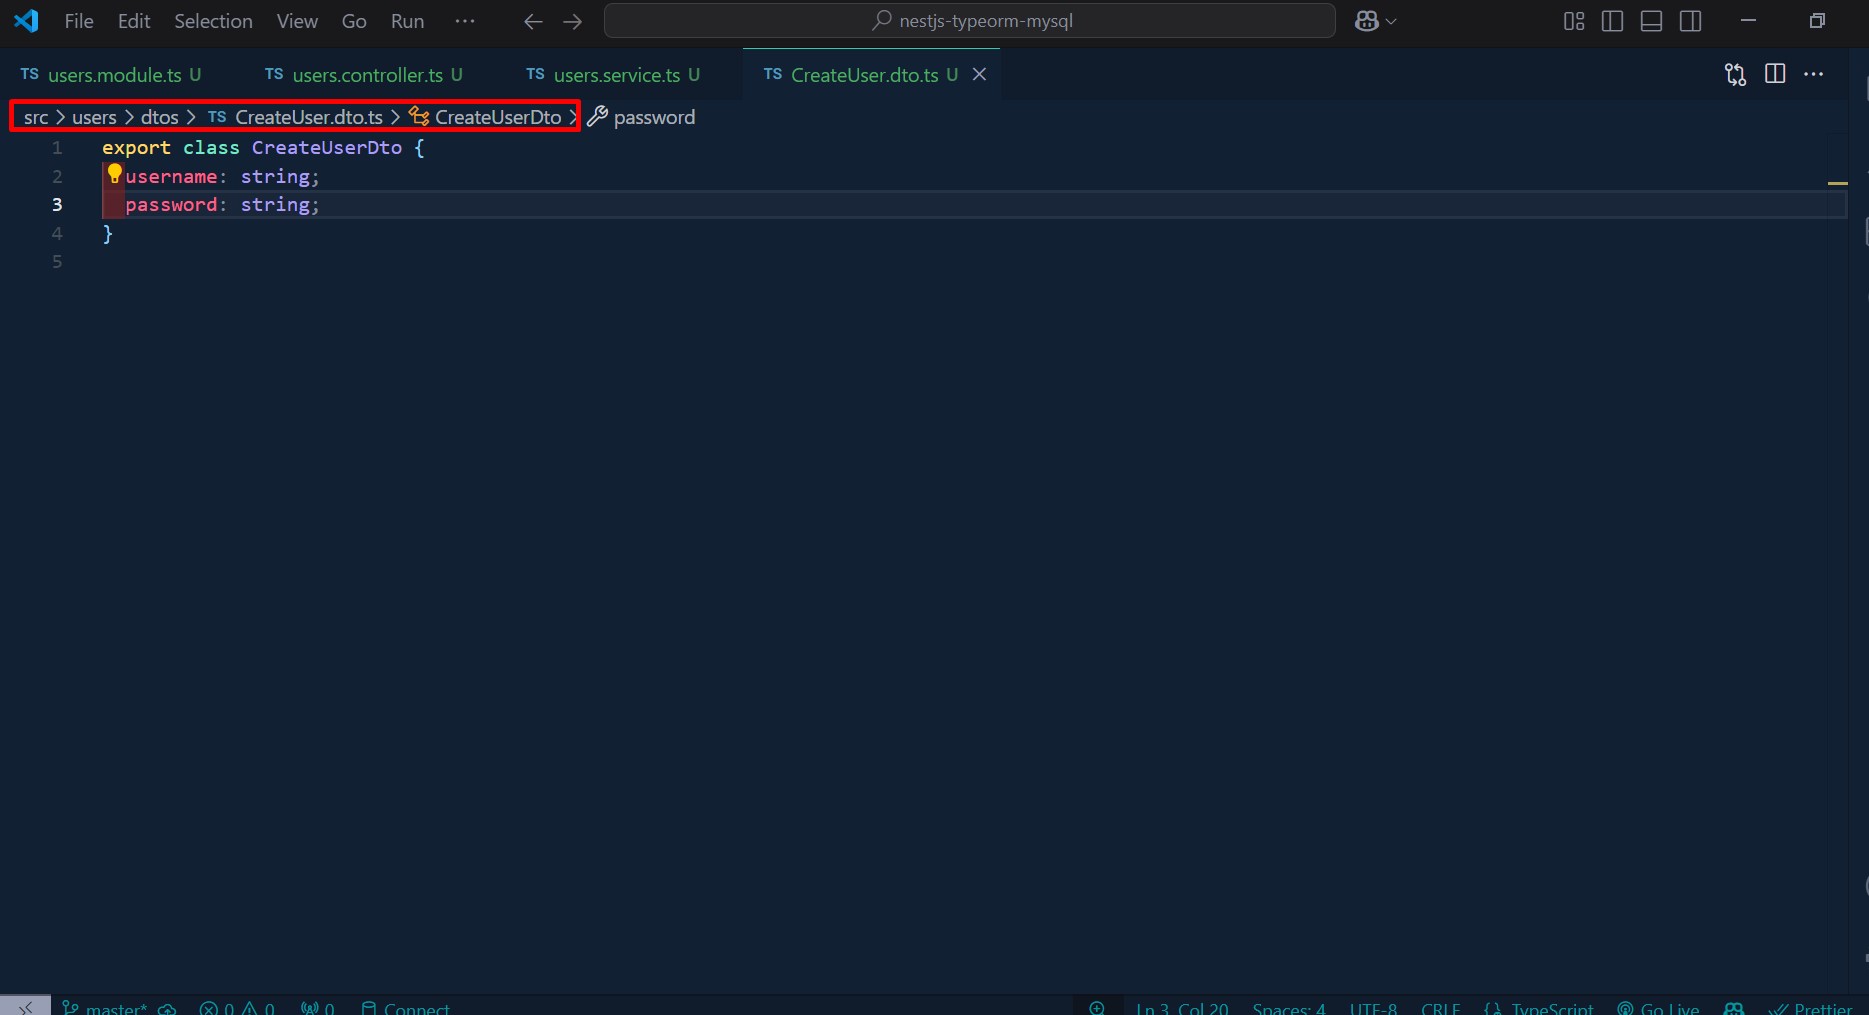 File Edit Selection View Go Run ··· nestjs-typeorm-mysql
TS users.module.ts U TS users.controller.ts U TS users.service.ts U TS CreateUser.dto.ts U
src > users > dtos > TS CreateUser.dto.ts > CreateUserDto > password
1 export class CreateUserDto {
2 username: string;
3 password: string;
4 }
5
master* 0 0 0 Connect Ln 3, Col 20 Spaces: 4 UTF-8 CRLF {} TypeScript Go Live Prettier